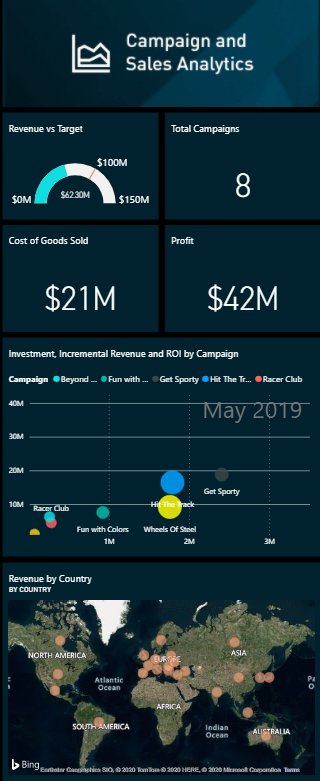 Campaign and
Sales Analytics
Revenue vs Target
$100M
$0M
$62.30M
$150M
Total Campaigns
8
Cost of Goods Sold
$21M
Profit
$42M
Investment, Incremental Revenue and ROI by Campaign
Campaign Beyond ... Fun with ... Get Sporty Hit The Tr... Racer Club
May 2019
40M
30M
20M
10M
Get Sporty
Hit The Track
Racer Club
Fun with Colors
Wheels Of Steel
1M
2M
3M
Revenue by Country
BY COUNTRY
NORTH AMERICA
EUROPE
ASIA
Atlantic
Ocean
Pa
AFRICA
SOUTH AMERICA
Indian
Ocean
AUSTRALIA
Bing
Earthstar Geographics SIO, © 2020 TomTom © 2020 HERE, © 2020 Microsoft Corporation Terms